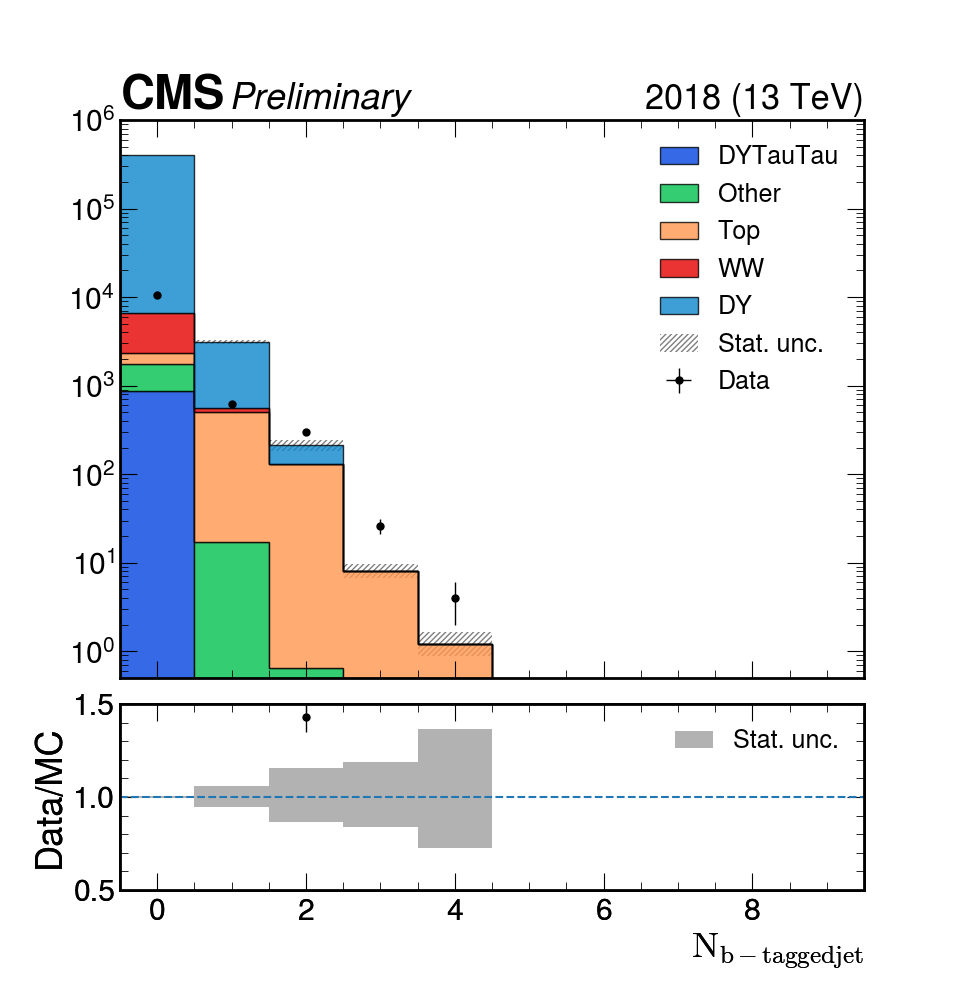 CMS Preliminary 2018 (13 TeV)
10^6
10^5
10^4
10^3
10^2
10^1
10^0
DYTauTau
Other
Top
WW
DY
Stat. unc.
Data
Data/MC
1.5
1.0
0.5
Stat. unc.
0 2 4 6 8
N_{b-taggedjet}